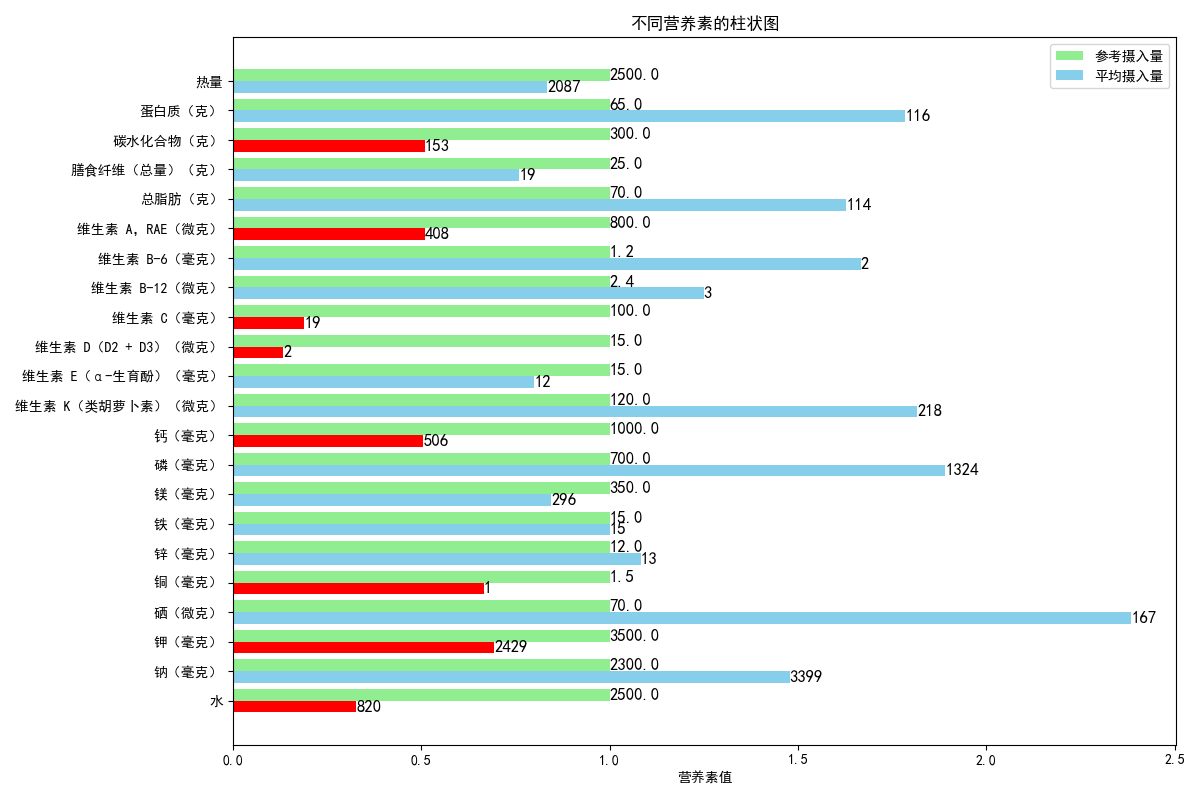 不同营养素的柱状图
参考摄入量
平均摄入量
热量 2500.0
2087
蛋白质（克） 65.0
116
碳水化合物（克） 300.0
153
膳食纤维（总量）（克） 25.0
19
总脂肪（克） 70.0
114
维生素 A，RAE（微克） 800.0
408
维生素 B-6（毫克） 1.2
2
维生素 B-12（微克） 2.4
3
维生素 C（毫克） 100.0
19
维生素 D（D2 + D3）（微克） 15.0
2
维生素 E（α-生育酚）（毫克） 15.0
12
维生素 K（类胡萝卜素）（微克） 120.0
218
钙（毫克） 1000.0
506
磷（毫克） 700.0
1324
镁（毫克） 350.0
296
铁（毫克） 15.0
15
锌（毫克） 12.0
13
铜（毫克） 1.5
1
硒（微克） 70.0
167
钾（毫克） 3500.0
2429
钠（毫克） 2300.0
3399
水 2500.0
820
0.0 0.5 1.0 1.5 2.0 2.5
营养素值